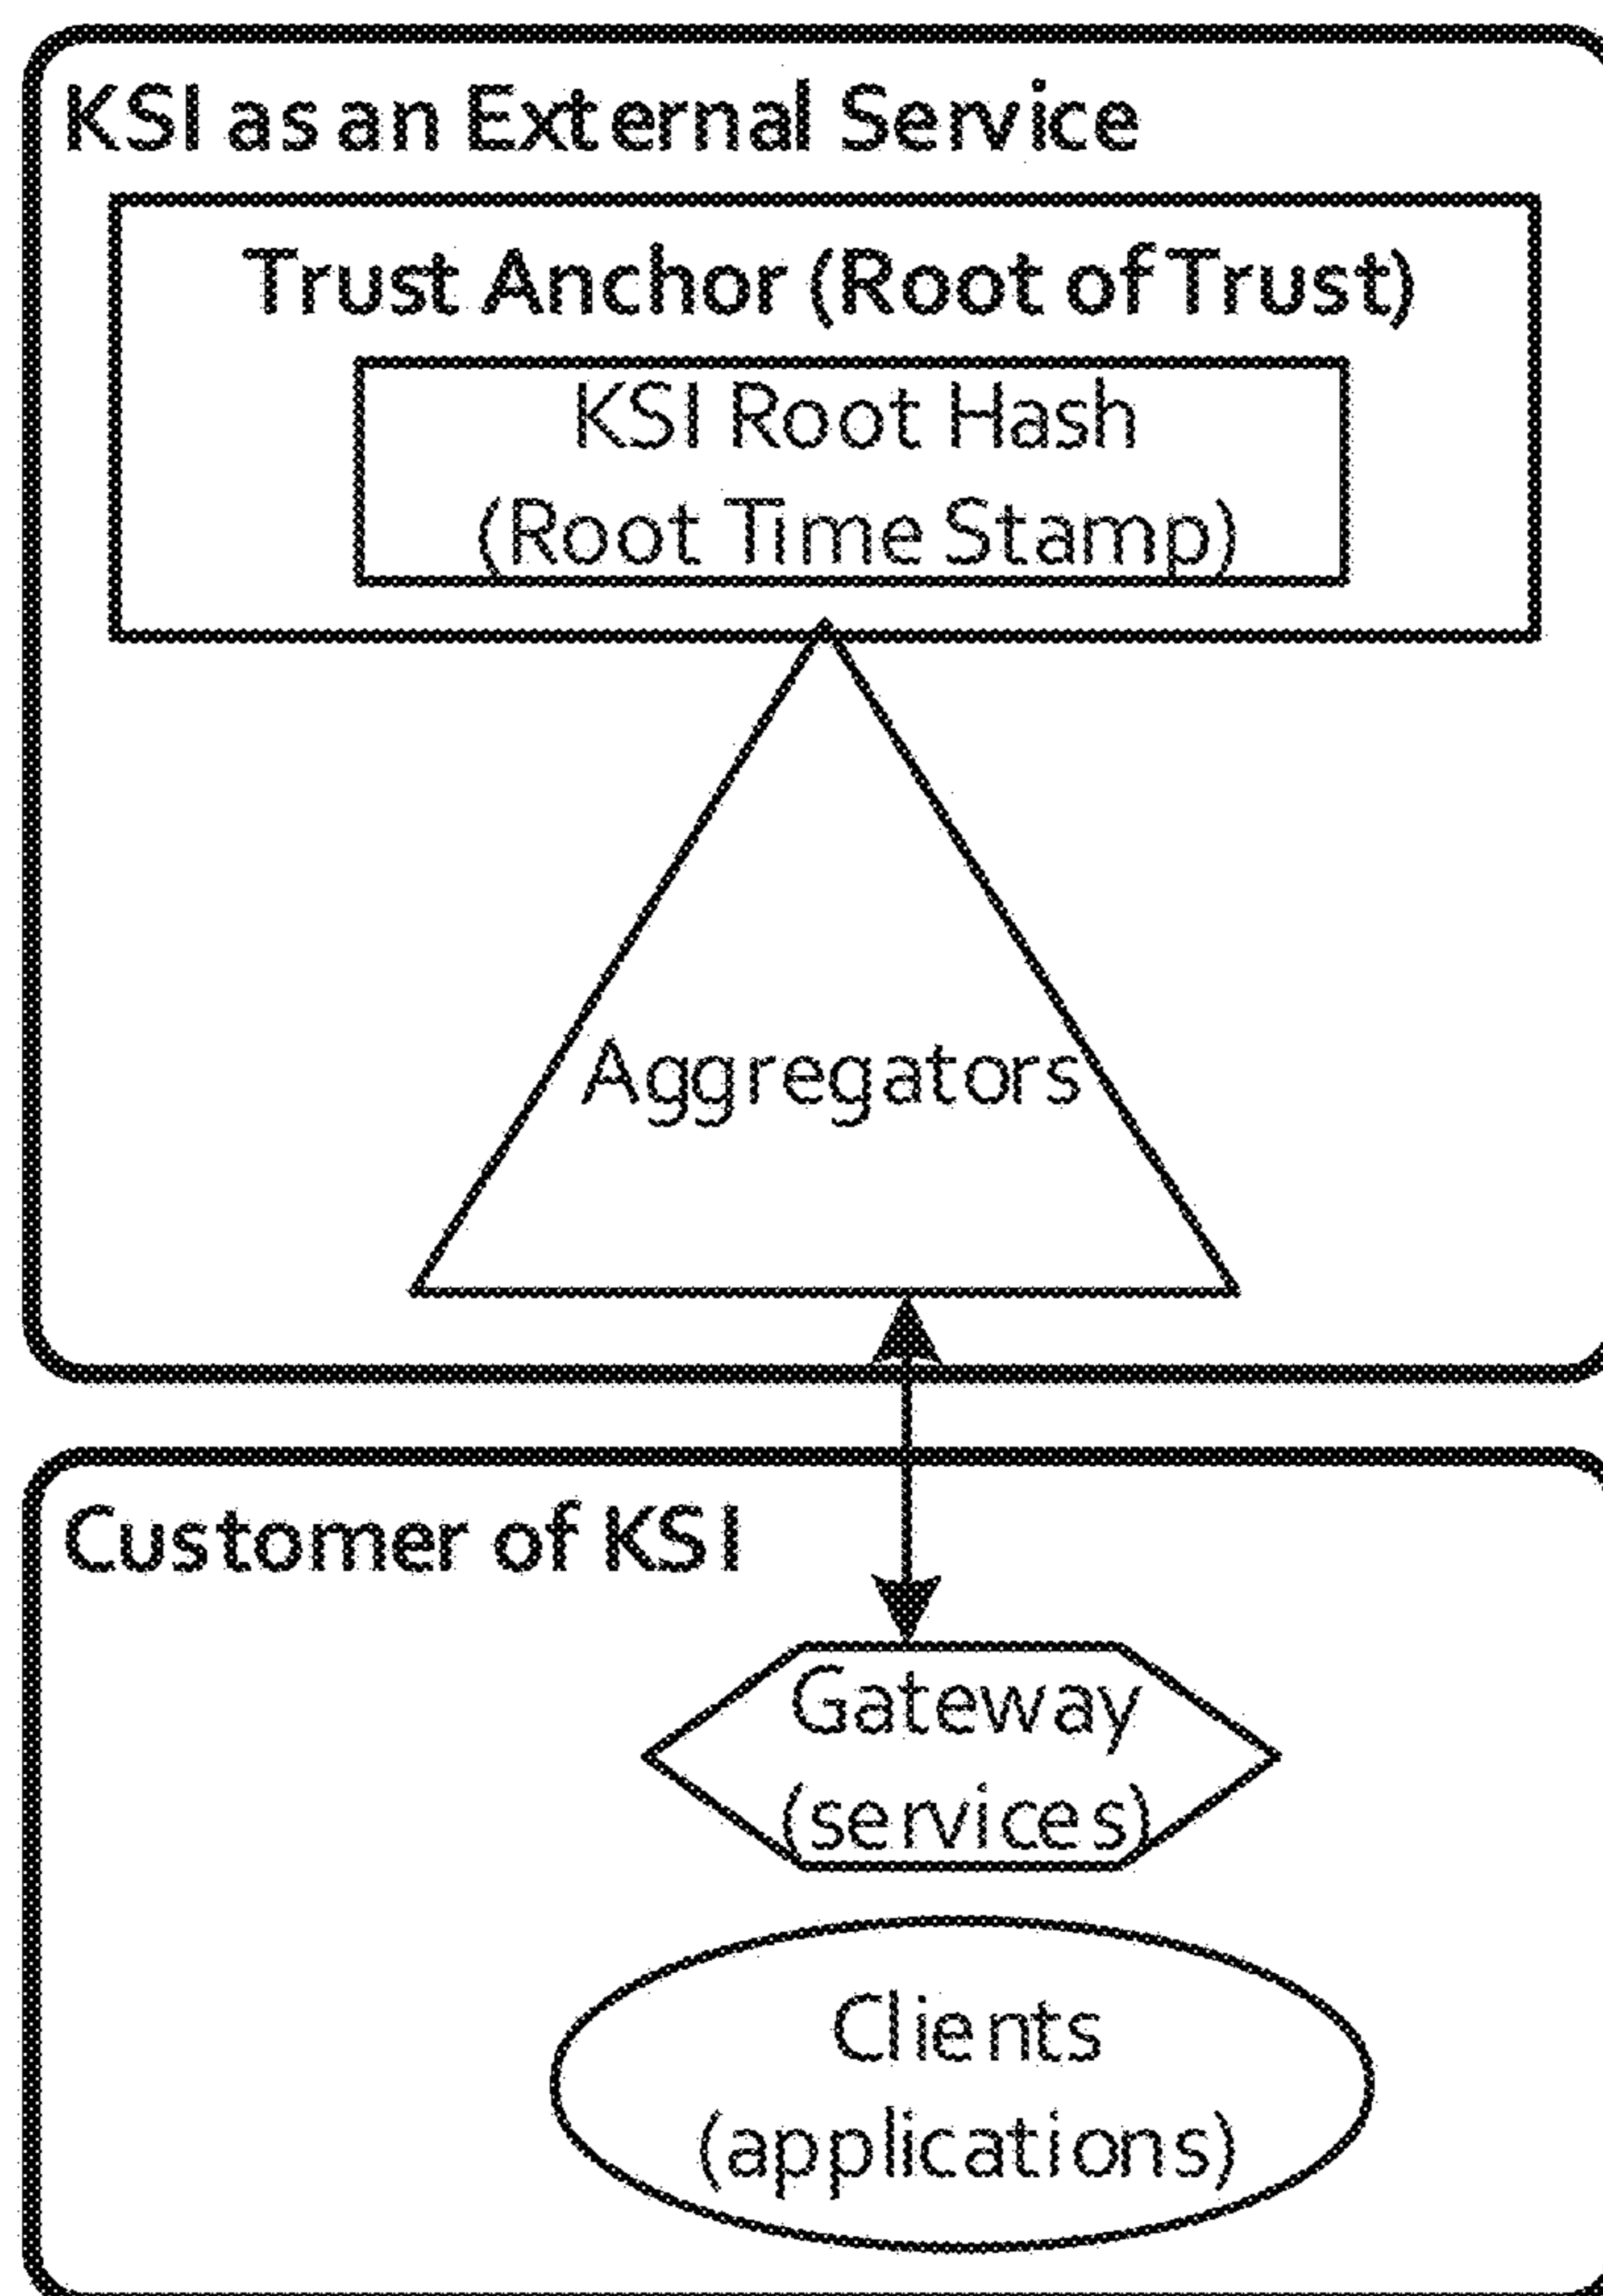 KSI as an External Service
Trust Anchor (Root of Trust)
KSI Root Hash
(Root Time Stamp)
Aggregators
Customer of KSI
Gateway
(services)
Clients
(applications)